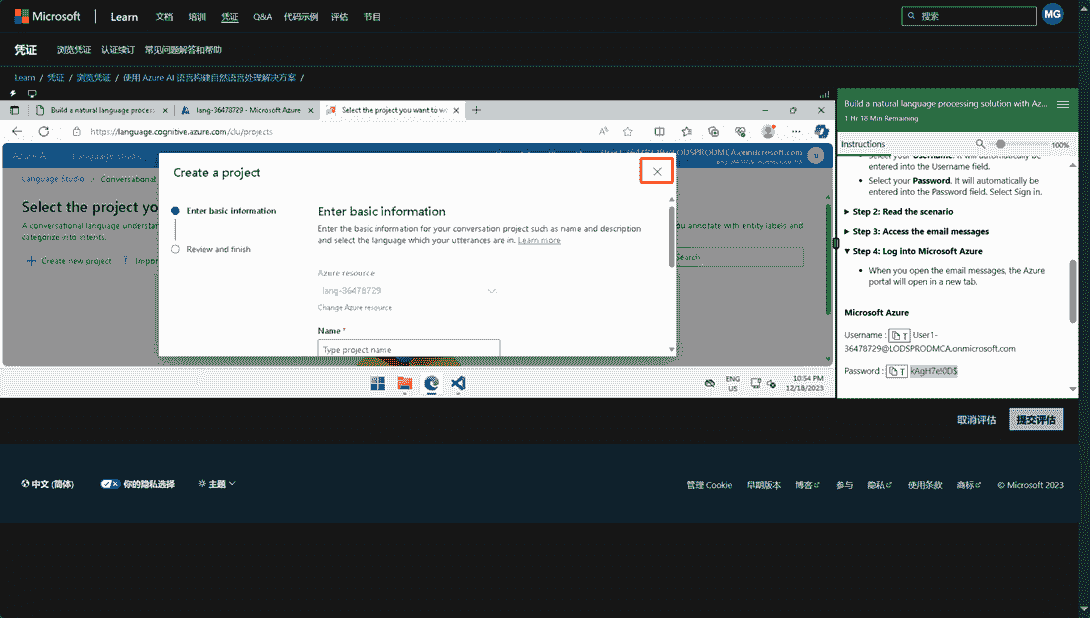 Microsoft | Learn 文档 培训 凭证 Q&A 代码示例 评估 节目 搜索 MG
凭证 浏览凭证 认证续订 常见问题解答和帮助
Learn / 凭证 / 浏览凭证 / 使用 Azure AI 语言构建自然语言处理解决方案 /
Build a natural language process
lang-36478729 - Microsoft Azure
Select the project you want to w
https://language.cognitive.azure.com/clu/projects
Language Studio > Conversational
Select the project yo
A conversational language understan
categorize into intents.
you annotate with entity labels and
Create new project
Impor
Search
Create a project
Enter basic information
Review and finish
Enter basic information
Enter the basic information for your conversation project such as name and description
and select the language which your utterances are in. Learn more
Azure resource
lang-36478729
Change Azure resource
Name *
Type project name
ENG
US
10:54 PM
12/18/2023
Build a natural language processing solution with Az...
1 Hr 18 Min Remaining
Instructions
100%
Select your Username. It will automatically be
entered into the Username field.
• Select your Password. It will automatically be
entered into the Password field. Select Sign in.
Step 2: Read the scenario
Step 3: Access the email messages
Step 4: Log into Microsoft Azure
• When you open the email messages, the Azure
portal will open in a new tab.
Microsoft Azure
Username : T User1-
36478729@LODSPRODMCA.onmicrosoft.com
Password : T kAgH7e!0D$
取消评估 提交评估
中文 (简体) 你的隐私选择 主题
管理 Cookie 早期版本 博客 参与 隐私 使用条款 商标 © Microsoft 2023